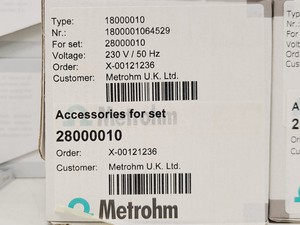 Type: 18000010
Nr.: 1800001064529
For set: 28000010
Voltage: 230 V / 50 Hz
Order: X-00121236
Customer: Metrohm U.K. Ltd.
Accessories for set
28000010
Order: X-00121236
Customer: Metrohm U.K. Ltd.
Metrohm